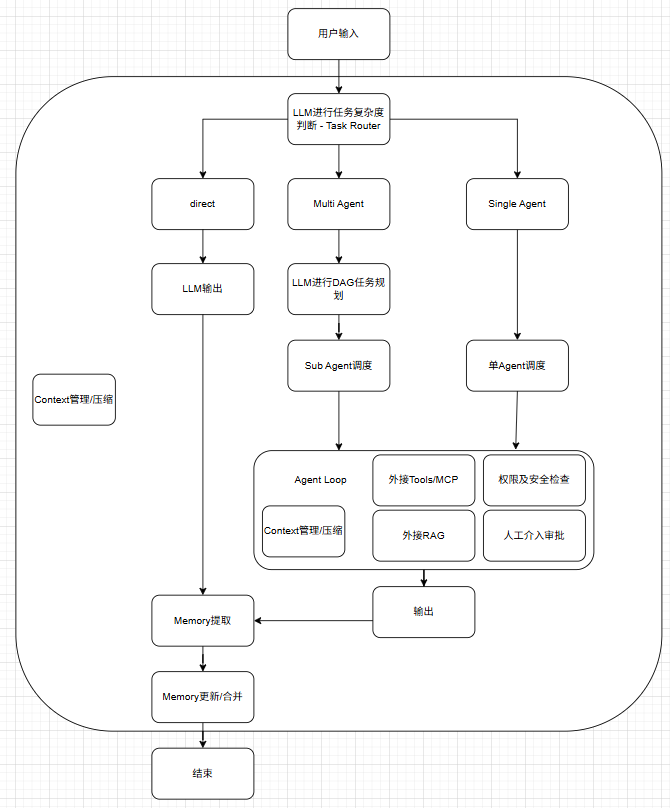 用户输入
LLM进行任务复杂度
判断 - Task Router
direct
Multi Agent
Single Agent
LLM输出
LLM进行DAG任务规
划
Sub Agent调度
单Agent调度
Context管理/压缩
Agent Loop
外接Tools/MCP
权限及安全检查
Context管理/压缩
外接RAG
人工介入审批
输出
Memory提取
Memory更新/合并
结束